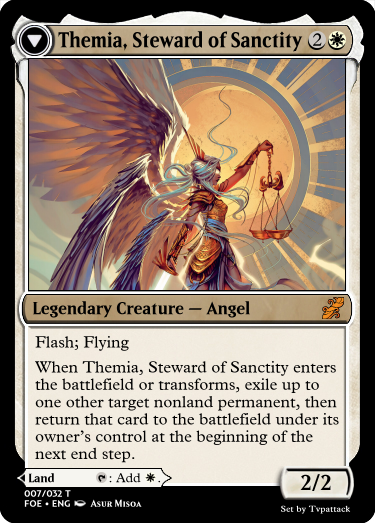 Themia, Steward of Sanctity 2
Legendary Creature — Angel
Flash; Flying
When Themia, Steward of Sanctity enters
the battlefield or transforms, exile up to
one other target nonland permanent, then
return that card to the battlefield under its
owner's control at the beginning of the
next end step.
Land : Add .
2/2
007/032 T
FOE • ENG Asur Misoa
Set by Tvpattack